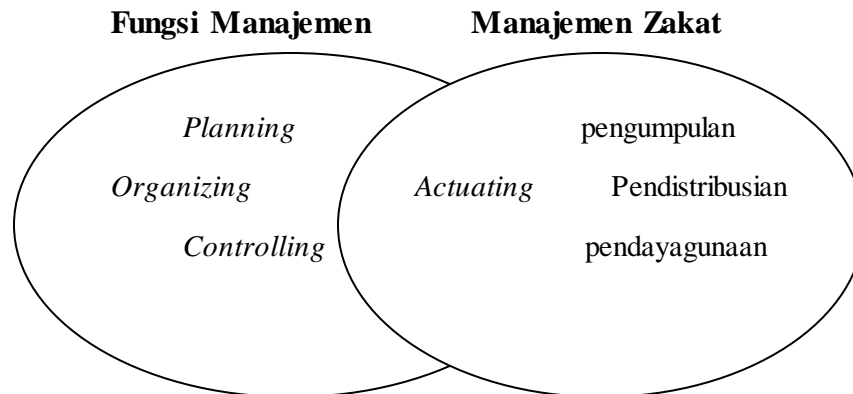 Fungsi Manajemen Manajemen Zakat
Planning pengumpulan
Organizing Actuating Pendistribusian
Controlling pendayagunaan